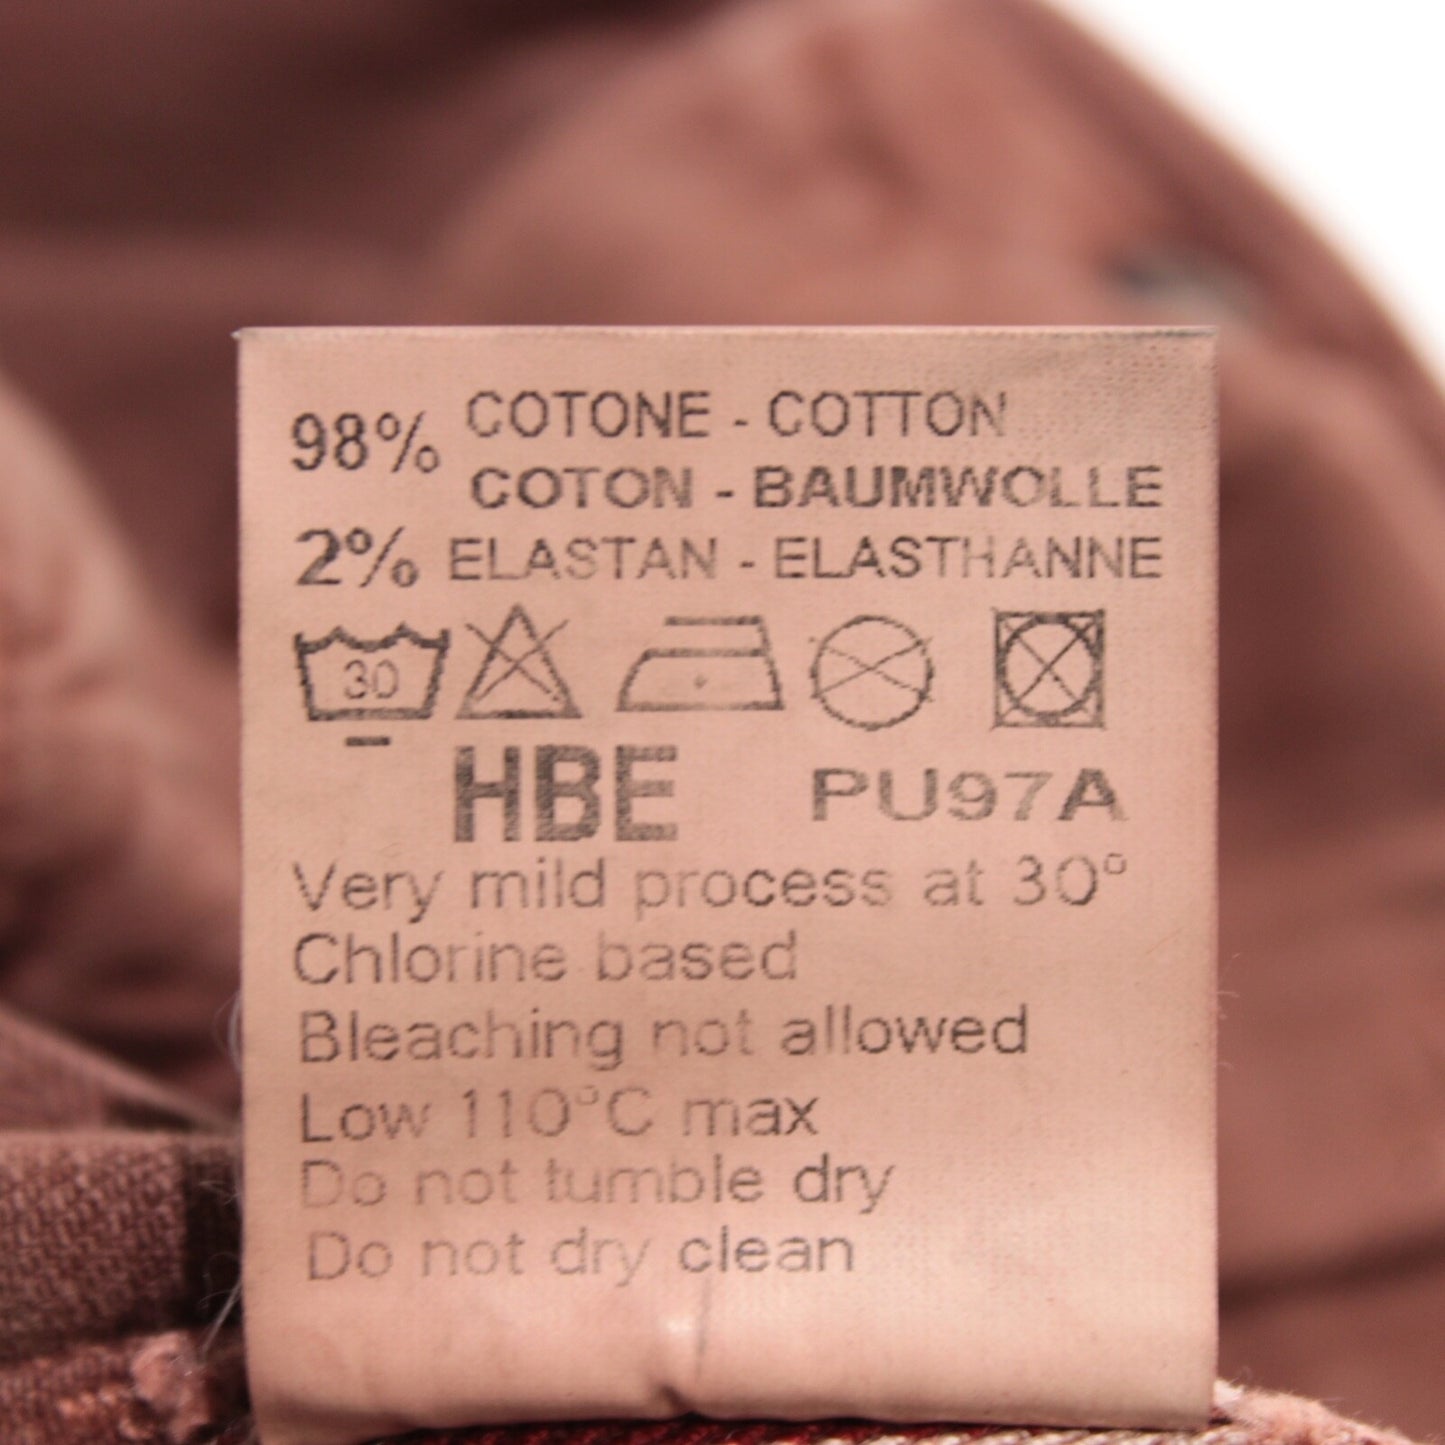 98% COTONE - COTTON
COTON - BAUMWOLLE
2% ELASTAN - ELASTHANNE
30
HBE PU97A
Very mild process at 30°
Chlorine based
Bleaching not allowed
Low 110°C max
Do not tumble dry
Do not dry clean